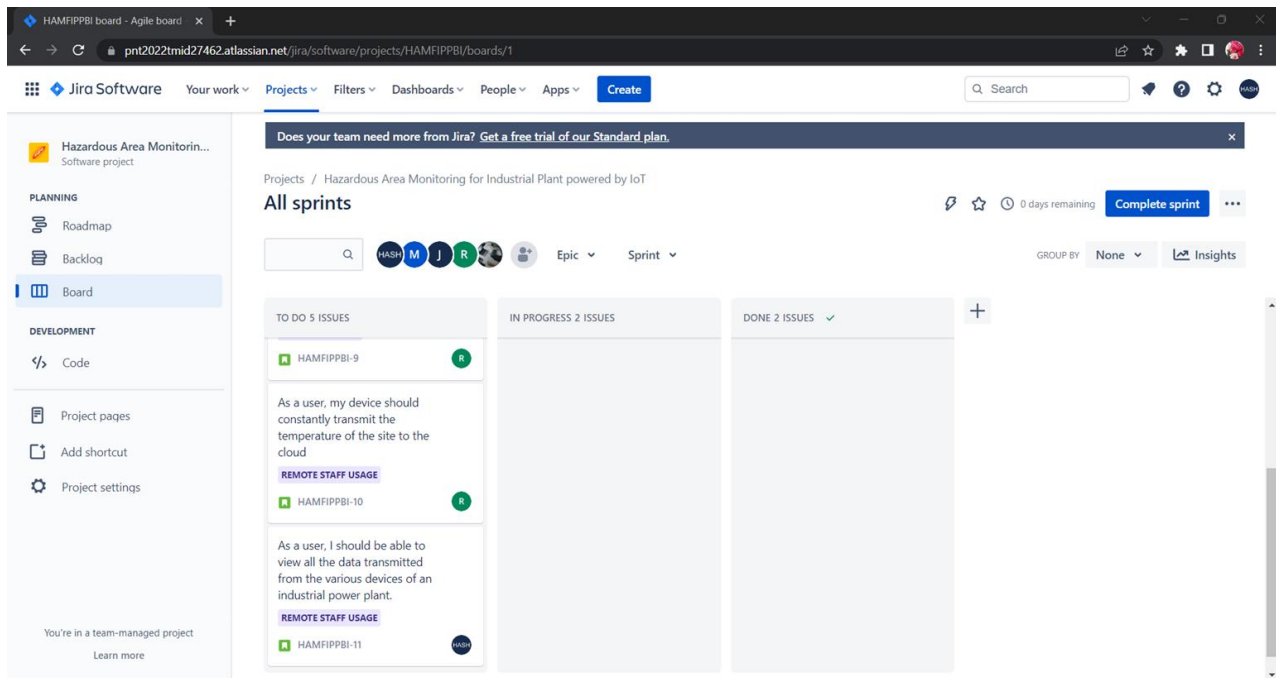 HAMFIPPBI board - Agile board
pnt2022tmid27462.atlassian.net/jira/software/projects/HAMFIPPBI/boards/1
Jira Software Your work Projects Filters Dashboards People Apps Create Search HASH
Does your team need more from Jira? Get a free trial of our Standard plan.
Hazardous Area Monitorin...
Software project
PLANNING
Roadmap
Backlog
Board
DEVELOPMENT
Code
Project pages
Add shortcut
Project settings
You're in a team-managed project
Learn more
Projects / Hazardous Area Monitoring for Industrial Plant powered by IoT
All sprints
0 days remaining Complete sprint
HASH M J R Epic Sprint GROUP BY None Insights
TO DO 5 ISSUES
HAMFIPPBI-9 R
As a user, my device should
constantly transmit the
temperature of the site to the
cloud
REMOTE STAFF USAGE
HAMFIPPBI-10 R
As a user, I should be able to
view all the data transmitted
from the various devices of an
industrial power plant.
REMOTE STAFF USAGE
HAMFIPPBI-11 HASH
IN PROGRESS 2 ISSUES
DONE 2 ISSUES